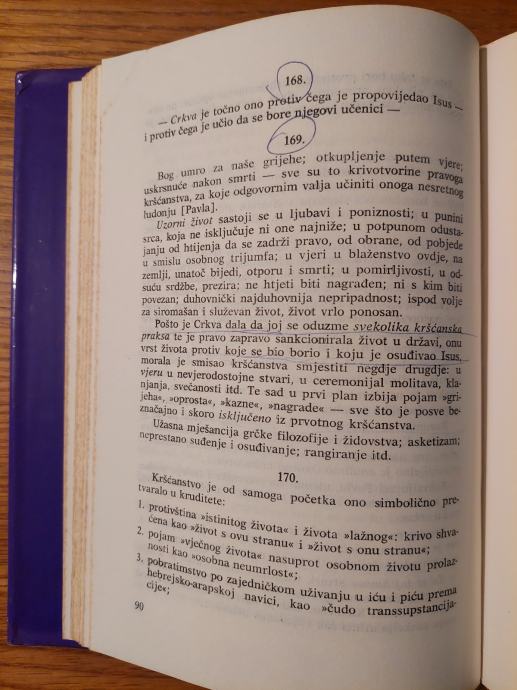 168.
— Crkva je točno ono protiv čega je propovijedao Isus —
i protiv čega je učio da se bore njegovi učenici —
169.
Bog umro za naše grijehe; otkupljenje putem vjere;
uskrsnuće nakon smrti — sve su to krivotvorine pravoga
kršćanstva, za koje odgovornim valja učiniti onoga nesretnog
ludonju [Pavla].
Uzorni život sastoji se u ljubavi i poniznosti; u punini
srca, koja ne isključuje ni one najniže; u potpunom odusta-
janju od htijenja da se zadrži pravo, od obrane, od pobjede
u smislu osobnog trijumfa; u vjeri u blaženstvo ovdje, na
zemlji, unatoč bijedi, otporu i smrti; u pomirljivosti, u od-
suću srdžbe, prezira; ne htjeti biti nagrađen; ni s kim biti
povezan; duhovnički najduhovnija nepripadnost; ispod volje
za siromašan i služevan život, život vrlo ponosan.
Pošto je Crkva dala da joj se oduzme svekolika kršćanska
praksa te je pravo zapravo sankcionirala život u državi, onu
vrst života protiv koje se bio borio i koju je osuđivao Isus,
morala je smisao kršćanstva smjestiti negdje drugdje: u
vjeru u nevjerodostojne stvari, u ceremonijal molitava, kla-
njanja, svečanosti itd. Te sad u prvi plan izbija pojam »gri-
jeha«, »oprosta«, »kazne«, »nagrade« — sve što je posve be-
značajno i skoro isključeno iz prvotnog kršćanstva.
Užasna mješancija grčke filozofije i židovstva; asketizam;
neprestano suđenje i osuđivanje; rangiranje itd.
170.
Kršćanstvo je od samoga početka ono simbolično pre-
tvaralo u kruditete:
1. protivština »istinitog života« i života »lažnog«: krivo shva-
ćena kao »život s ovu stranu« i »život s onu stranu«;
2. pojam »vječnog života« nasuprot osobnom životu prolaz-
nosti kao »osobna neumrlost«;
3. pobratimstvo po zajedničkom uživanju u iću i piću prema
hebrejsko-arapskoj navici, kao »čudo transsupstancija-
cije«;
90